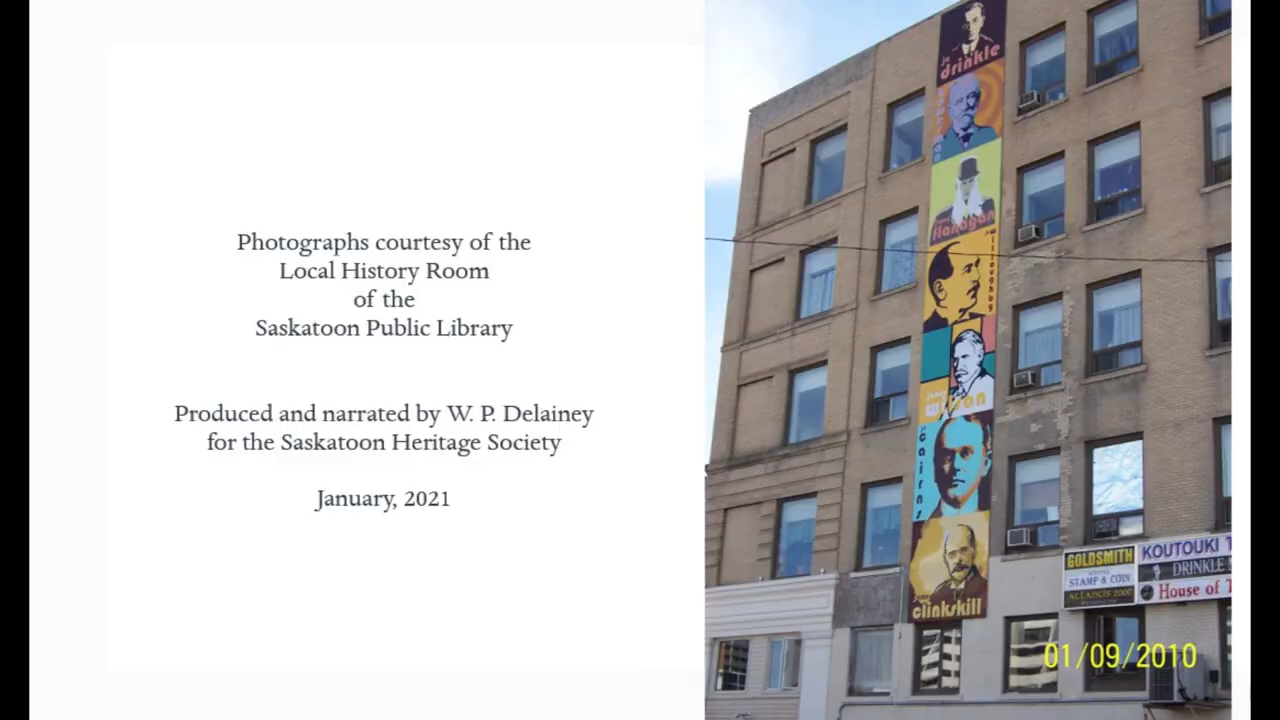 Photographs courtesy of the
Local History Room
of the
Saskatoon Public Library
Produced and narrated by W. P. Delainey
for the Saskatoon Heritage Society
January, 2021
drinkle
flanagan
willoughby
cairns
clinkskill
GOLDSMITH
STAMP & COIN
KOUTOUKI T
DRINKLE
House of T
01/09/2010